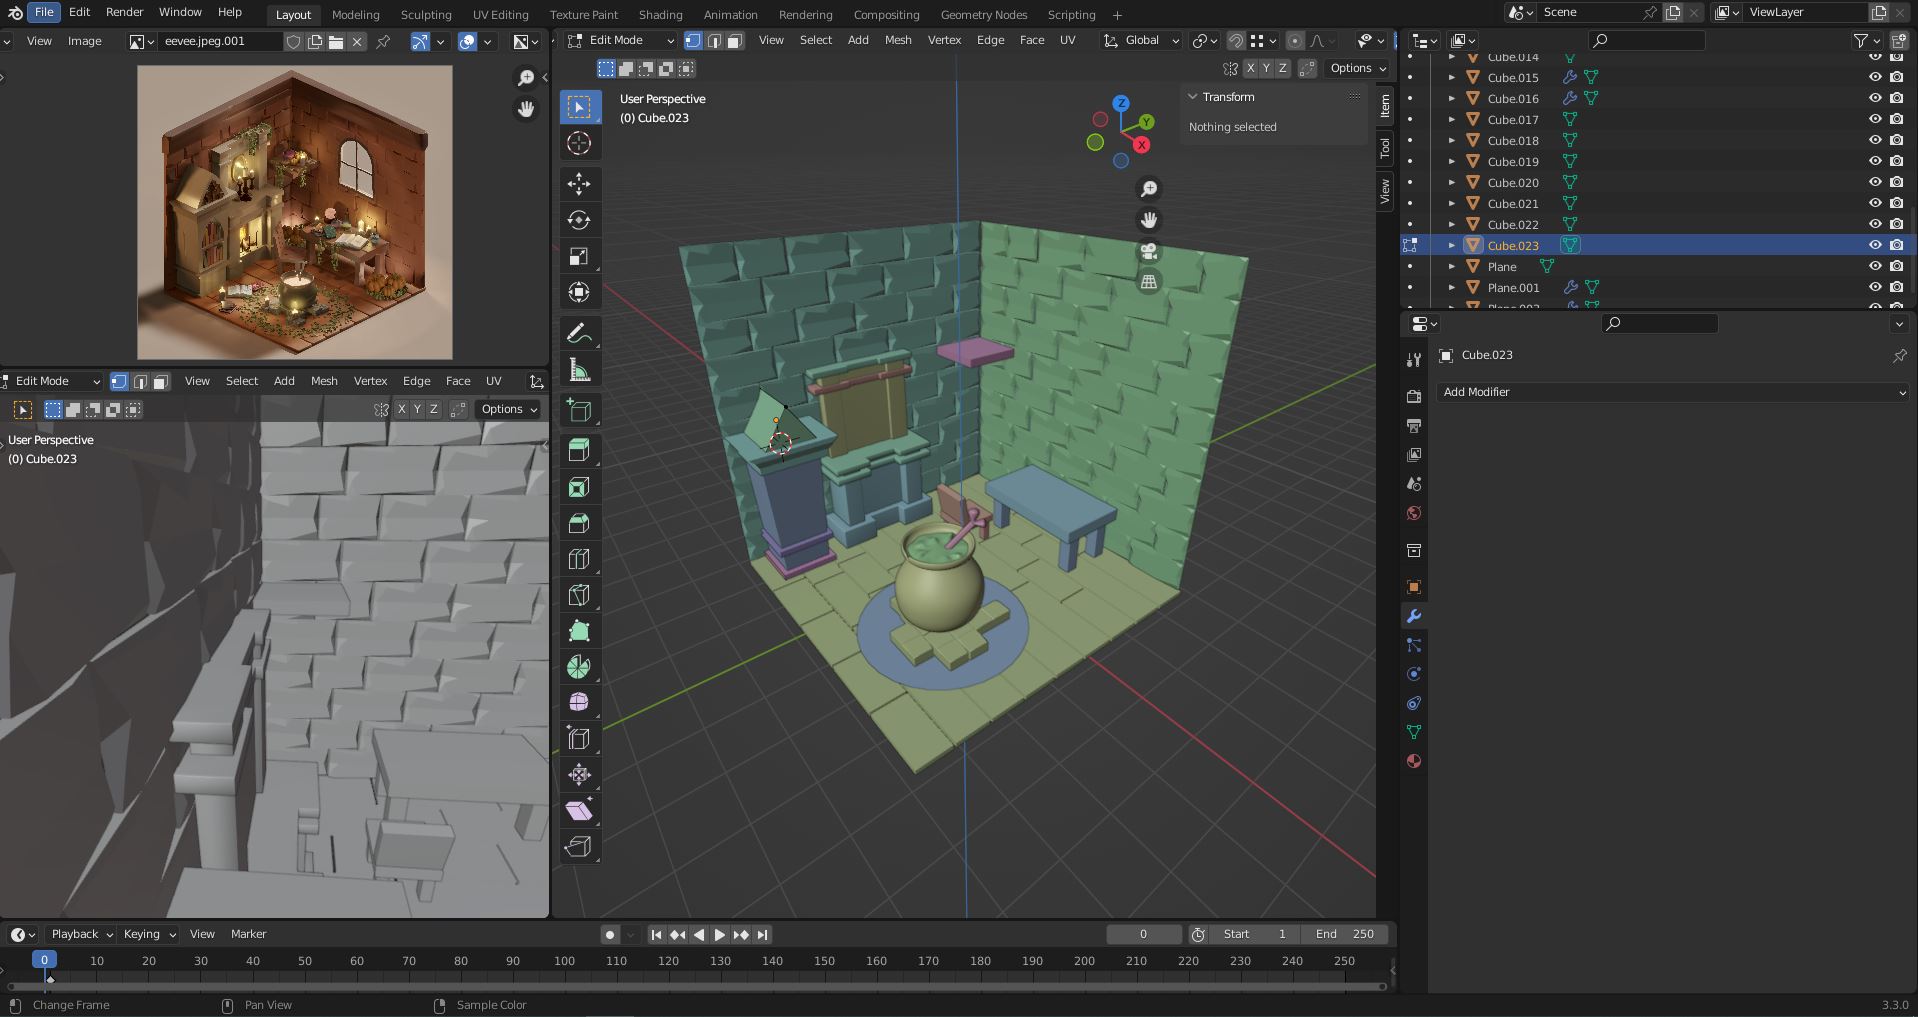 File Edit Render Window Help
Layout Modeling Sculpting UV Editing Texture Paint Shading Animation Rendering Compositing Geometry Nodes Scripting +
Scene
ViewLayer
View Image
eevee.jpeg.001
Edit Mode
View Select Add Mesh Vertex Edge Face UV
Global
X Y Z
Options
User Perspective
(0) Cube.023
Z
Y
X
Transform
Nothing selected
Item
Tool
View
Cube.014
Cube.015
Cube.016
Cube.017
Cube.018
Cube.019
Cube.020
Cube.021
Cube.022
Cube.023
Plane
Plane.001
Cube.023
Add Modifier
Edit Mode
View Select Add Mesh Vertex Edge Face UV
X Y Z
Options
User Perspective
(0) Cube.023
Playback Keying View Marker
0
Start 1
End 250
0 10 20 30 40 50 60 70 80 90 100 110 120 130 140 150 160 170 180 190 200 210 220 230 240 250
Change Frame
Pan View
Sample Color
3.3.0